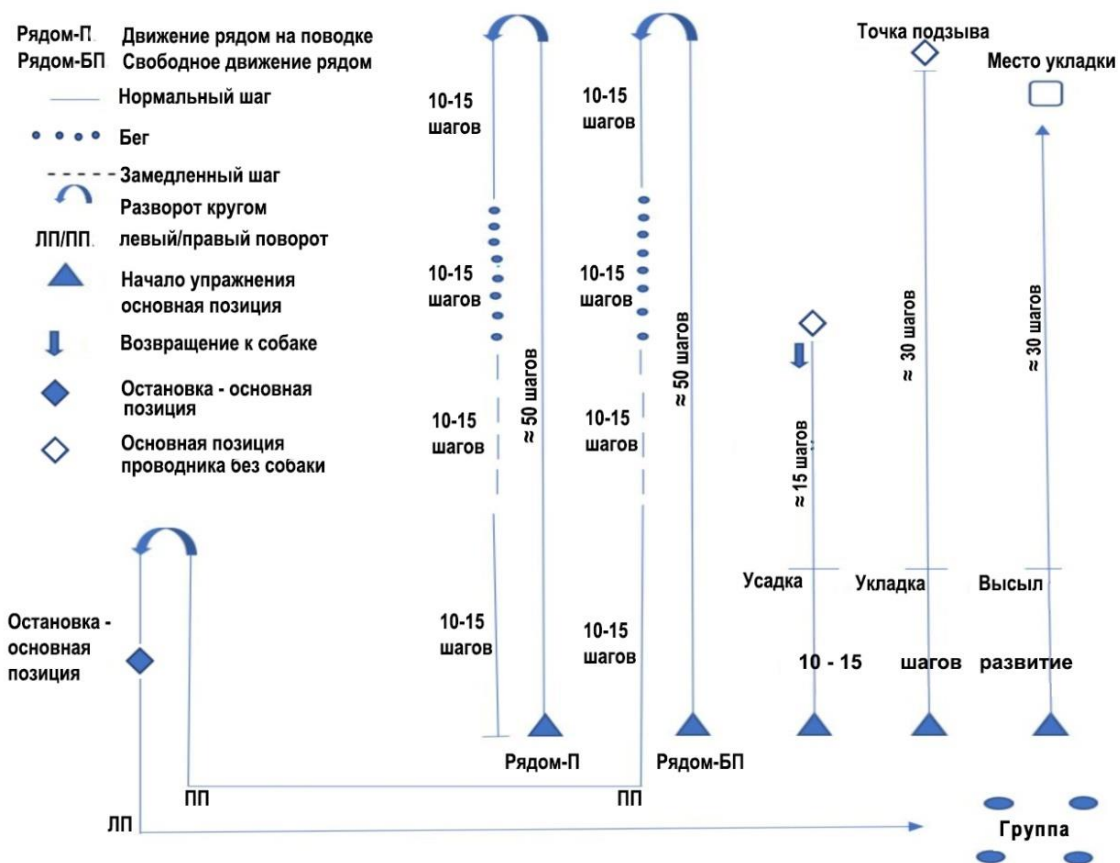 Рядом-П. Движение рядом на поводке
Рядом-БП Свободное движение рядом
Нормальный шаг
Бег
Замедленный шаг
Разворот кругом
ЛП/ПП. левый/правый поворот
Начало упражнения
основная позиция
Возвращение к собаке
Остановка - основная
позиция
Основная позиция
проводника без собаки
Остановка -
основная
позиция
10-15
шагов
10-15
шагов
10-15
шагов
10-15
шагов
≈ 50 шагов
Рядом-П
10-15
шагов
10-15
шагов
10-15
шагов
10-15
шагов
≈ 50 шагов
Рядом-БП
Точка подзыва
Место укладки
≈ 15 шагов
≈ 30 шагов
≈ 30 шагов
Усадка
Укладка
Высыл
10 - 15 шагов развитие
ПП
ПП
ЛП
Группа